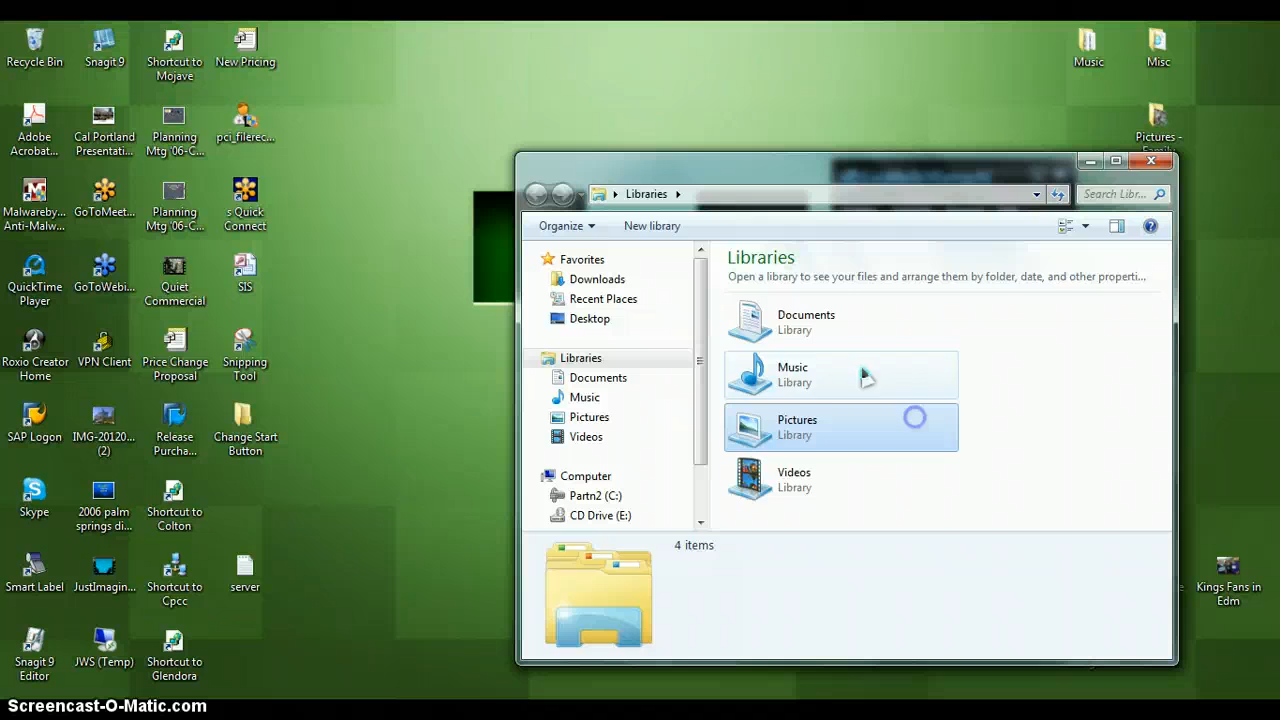 Recycle Bin
Snagit 9
Shortcut to
Mojave
New Pricing
Adobe
Acrobat...
Cal Portland
Presentati...
Planning
Mtg '06-C...
pci_filerec...
Malwareby...
Anti-Malw...
GoToMeet...
Planning
Mtg '06-C...
s Quick
Connect
QuickTime
Player
GoToWebi...
Quiet
Commercial
SIS
Roxio Creator
Home
VPN Client
Price Change
Proposal
Snipping
Tool
SAP Logon
IMG-20120...
(2)
Release
Purcha...
Change Start
Button
Skype
2006 palm
springs di...
Shortcut to
Colton
Smart Label
JustImagin...
Shortcut to
Cpcc
server
Snagit 9
Editor
JWS (Temp)
Shortcut to
Glendora
Music
Misc
Pictures -
Family
Libraries
Search Libr...
Organize
New library
Favorites
Downloads
Recent Places
Desktop
Libraries
Documents
Music
Pictures
Videos
Computer
Partn2 (C:)
CD Drive (E:)
Libraries
Open a library to see your files and arrange them by folder, date, and other properti...
Documents
Library
Music
Library
Pictures
Library
Videos
Library
4 items
Kings Fans in
Edm
Screencast-O-Matic.com